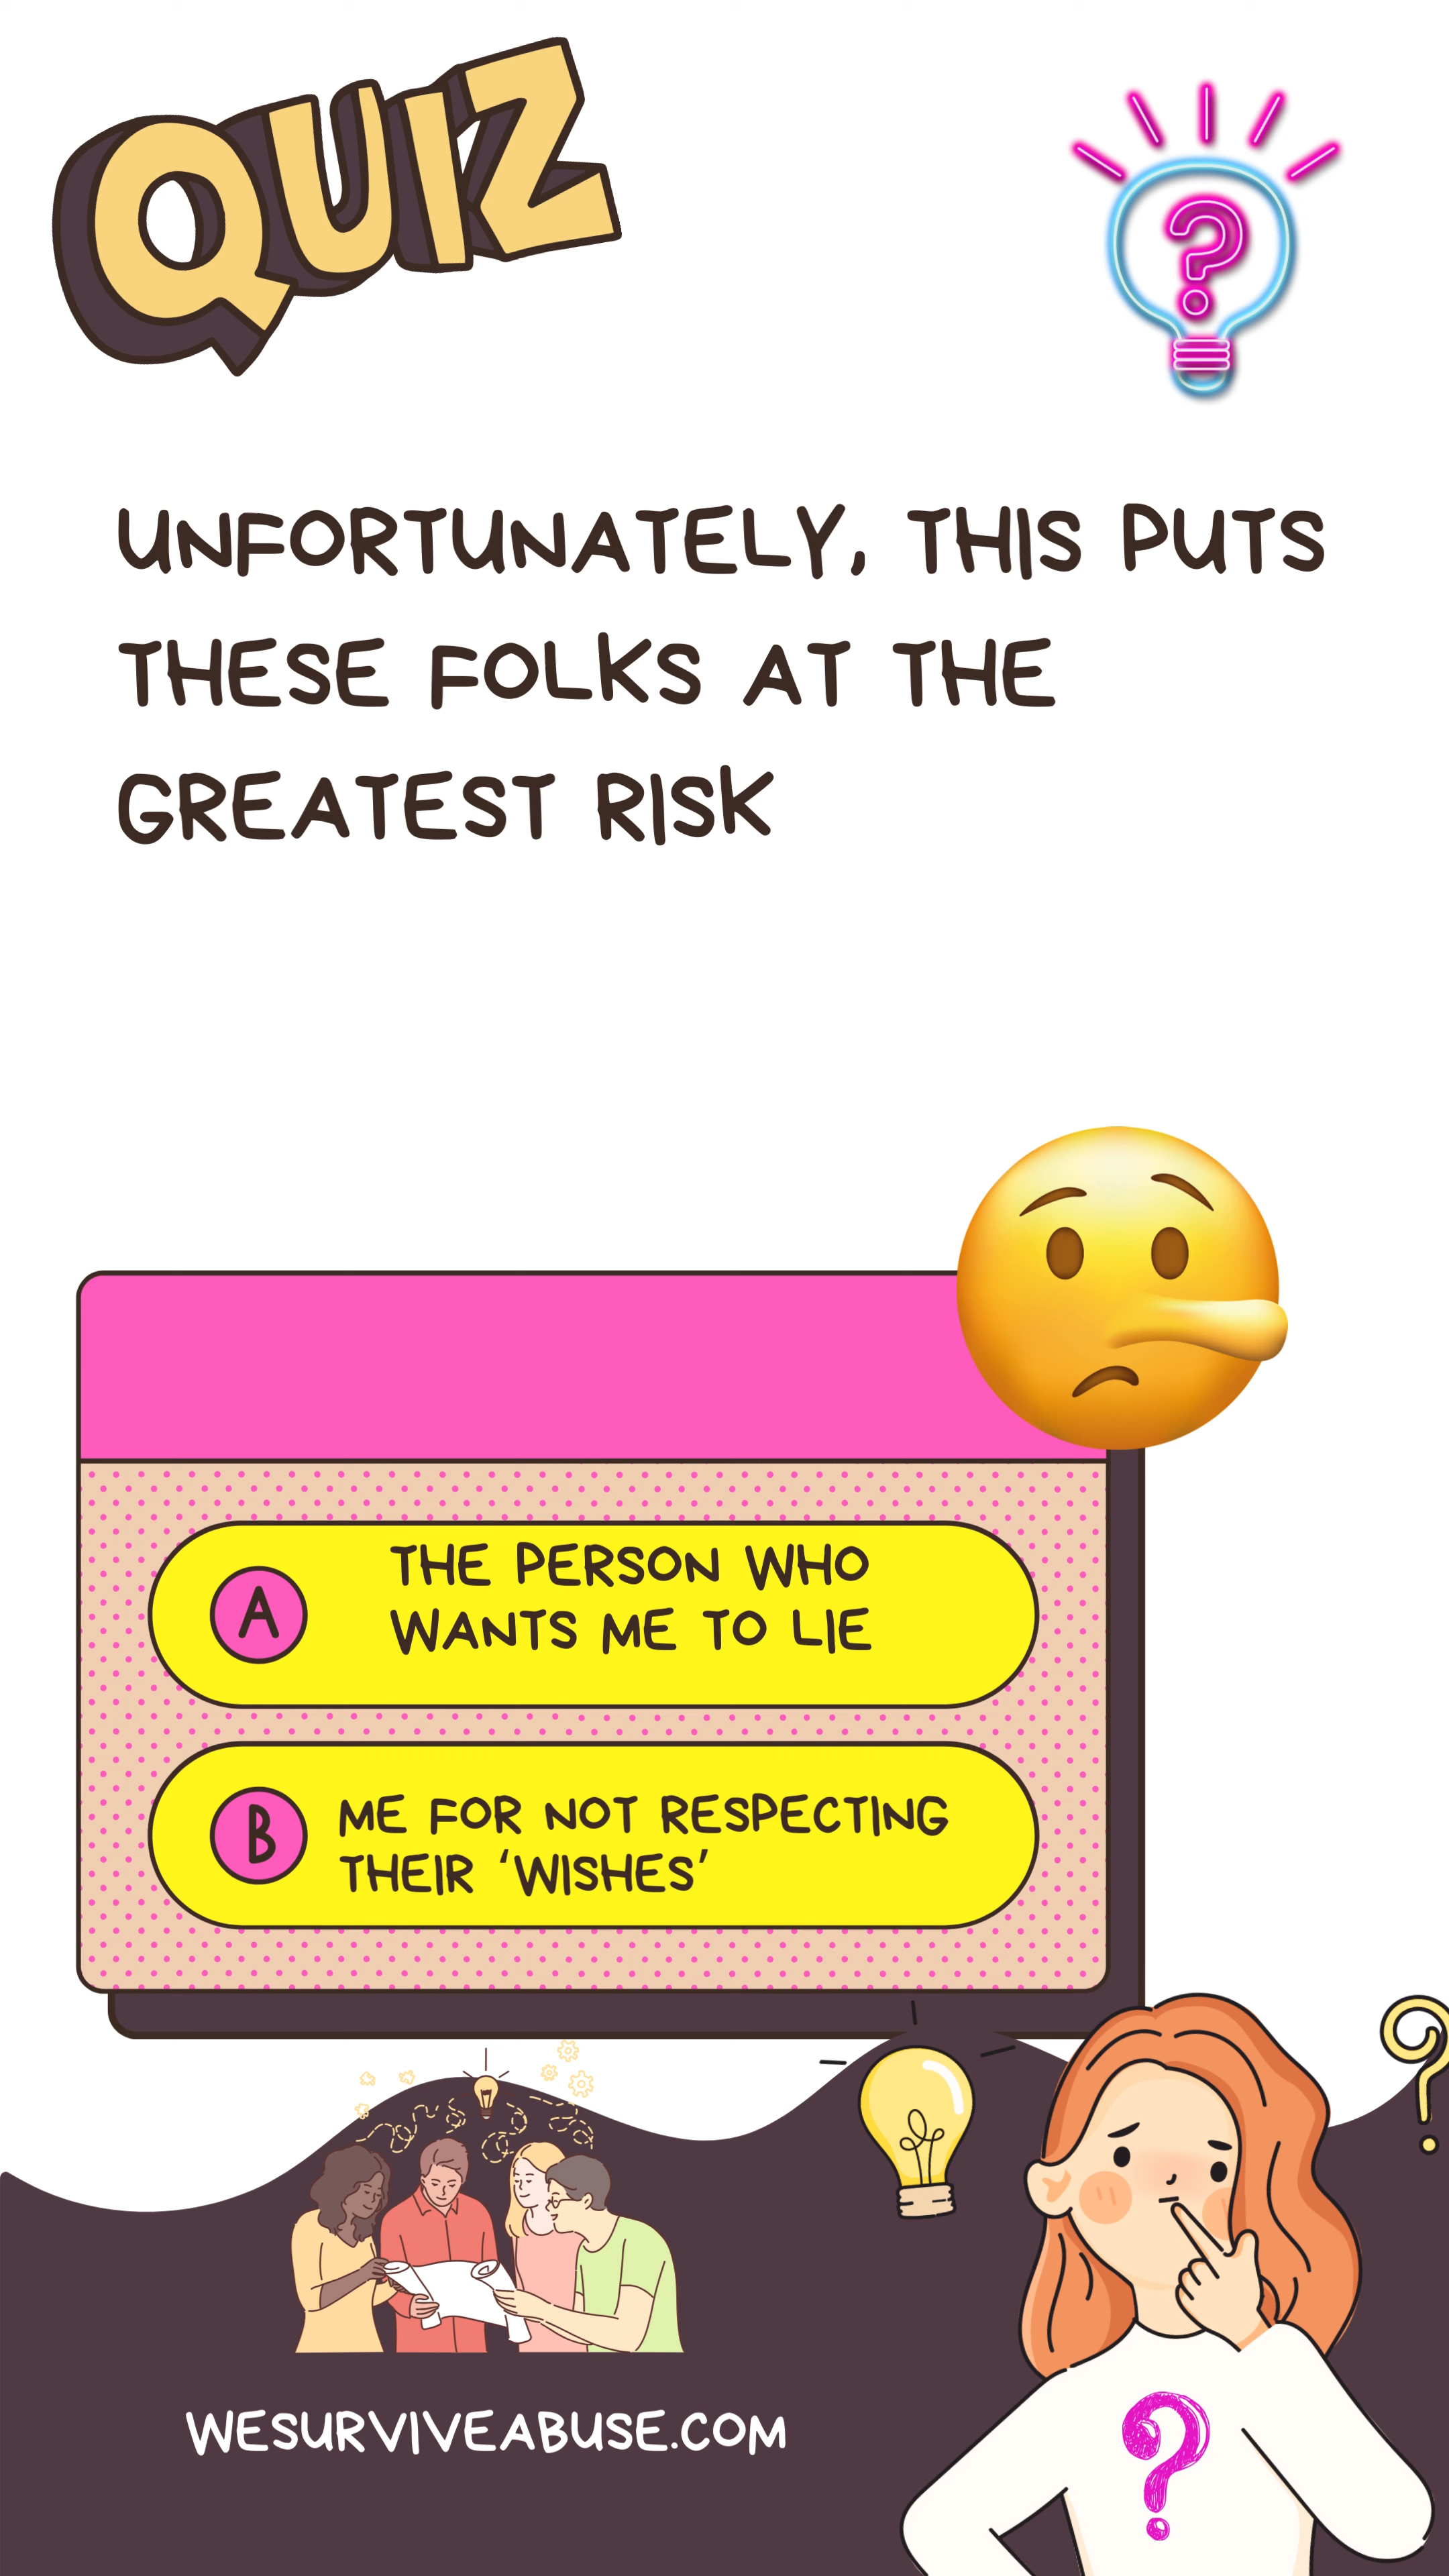 QUIZ
?
UNFORTUNATELY, THIS PUTS
THESE FOLKS AT THE
GREATEST RISK
A
THE PERSON WHO
WANTS ME TO LIE
B
ME FOR NOT RESPECTING
THEIR ‘WISHES’
?
WESURVIVEABUSE.COM
?